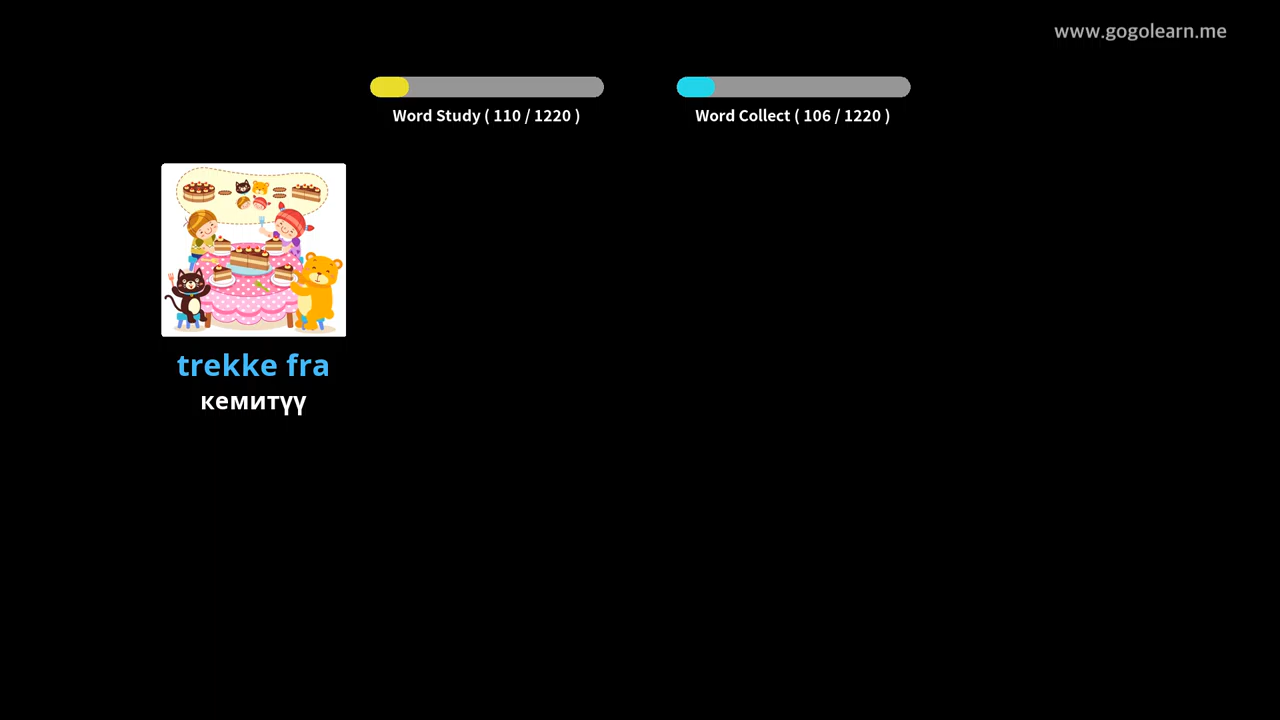 www.gogolearn.me
Word Study ( 110 / 1220 )
Word Collect ( 106 / 1220 )
trekke fra
кемитүү